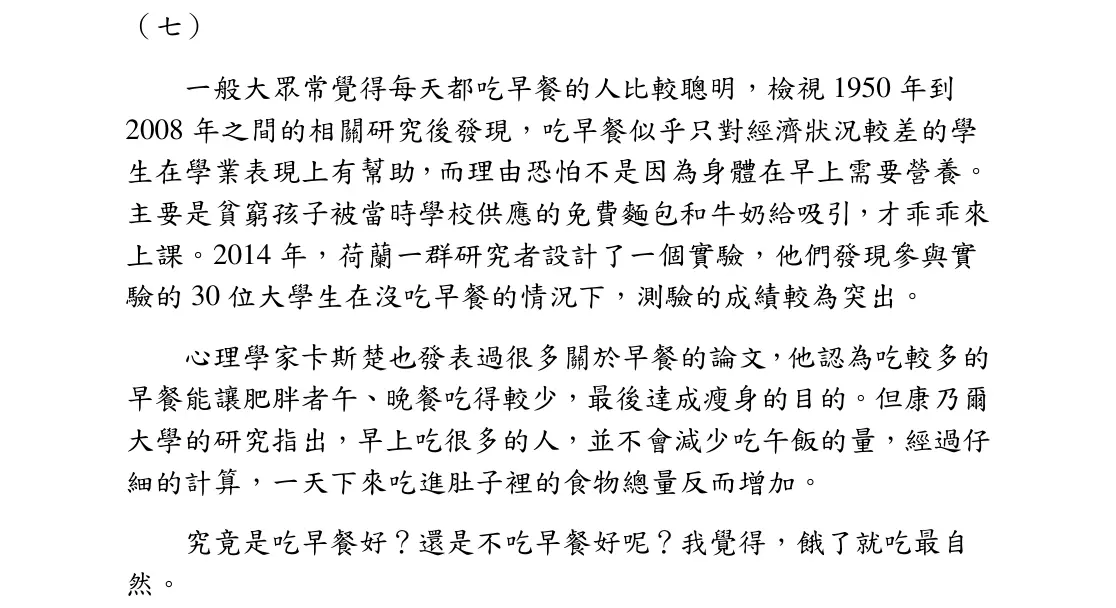 （七）
一般大眾常覺得每天都吃早餐的人比較聰明，檢視 1950 年到
2008 年之間的相關研究後發現，吃早餐似乎只對經濟狀況較差的學
生在學業表現上有幫助，而理由恐怕不是因為身體在早上需要營養。
主要是貧窮孩子被當時學校供應的免費麵包和牛奶給吸引，才乖乖來
上課。2014 年，荷蘭一群研究者設計了一個實驗，他們發現參與實
驗的 30 位大學生在沒吃早餐的情況下，測驗的成績較為突出。
心理學家卡斯楚也發表過很多關於早餐的論文，他認為吃較多的
早餐能讓肥胖者午、晚餐吃得較少，最後達成瘦身的目的。但康乃爾
大學的研究指出，早上吃很多的人，並不會減少吃午飯的量，經過仔
細的計算，一天下來吃進肚子裡的食物總量反而增加。
究竟是吃早餐好？還是不吃早餐好呢？我覺得，餓了就吃最自
然。